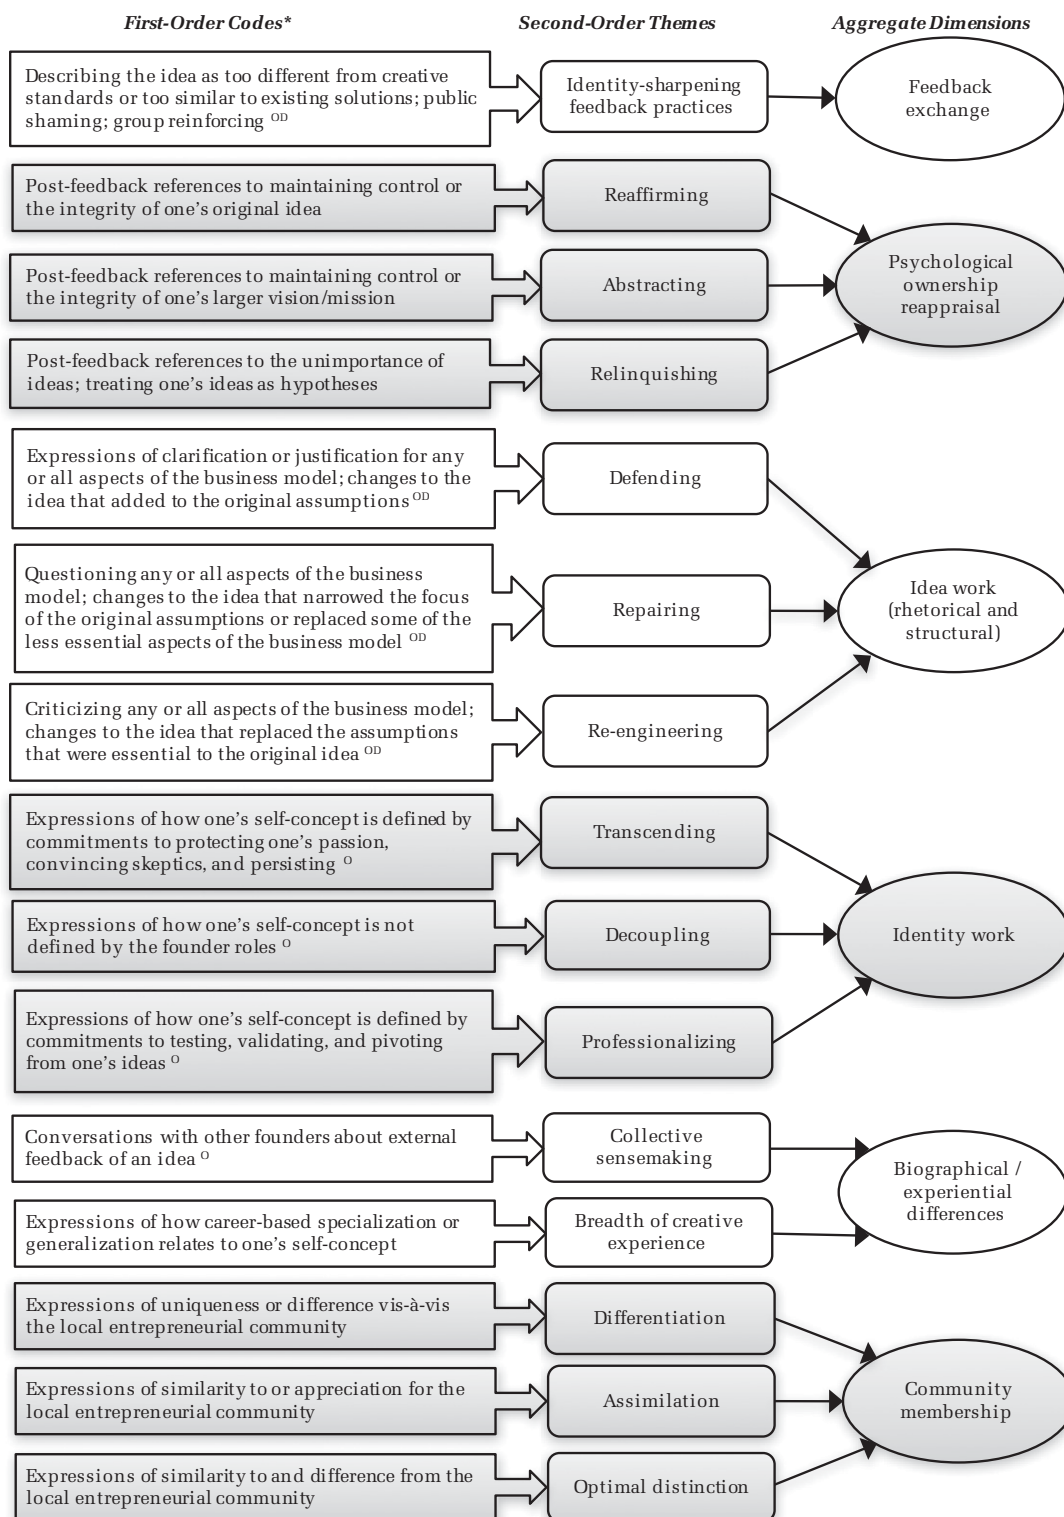 First-Order Codes*
Second-Order Themes
Aggregate Dimensions
Describing the idea as too different from creative
standards or too similar to existing solutions; public
shaming; group reinforcing OD
Identity-sharpening
feedback practices
Feedback
exchange
Post-feedback references to maintaining control or
the integrity of one's original idea
Reaffirming
Post-feedback references to maintaining control or
the integrity of one's larger vision/mission
Abstracting
Psychological
ownership
reappraisal
Post-feedback references to the unimportance of
ideas; treating one's ideas as hypotheses
Relinquishing
Expressions of clarification or justification for any
or all aspects of the business model; changes to the
idea that added to the original assumptions OD
Defending
Questioning any or all aspects of the business
model; changes to the idea that narrowed the focus
of the original assumptions or replaced some of the
less essential aspects of the business model OD
Repairing
Idea work
(rhetorical and
structural)
Criticizing any or all aspects of the business model;
changes to the idea that replaced the assumptions
that were essential to the original idea OD
Re-engineering
Expressions of how one's self-concept is defined by
commitments to protecting one's passion,
convincing skeptics, and persisting O
Transcending
Expressions of how one's self-concept is not
defined by the founder roles O
Decoupling
Identity work
Expressions of how one's self-concept is defined by
commitments to testing, validating, and pivoting
from one's ideas O
Professionalizing
Conversations with other founders about external
feedback of an idea O
Collective
sensemaking
Biographical /
experiential
differences
Expressions of how career-based specialization or
generalization relates to one's self-concept
Breadth of creative
experience
Expressions of uniqueness or difference vis-à-vis
the local entrepreneurial community
Differentiation
Expressions of similarity to or appreciation for the
local entrepreneurial community
Assimilation
Community
membership
Expressions of similarity to and difference from the
local entrepreneurial community
Optimal distinction